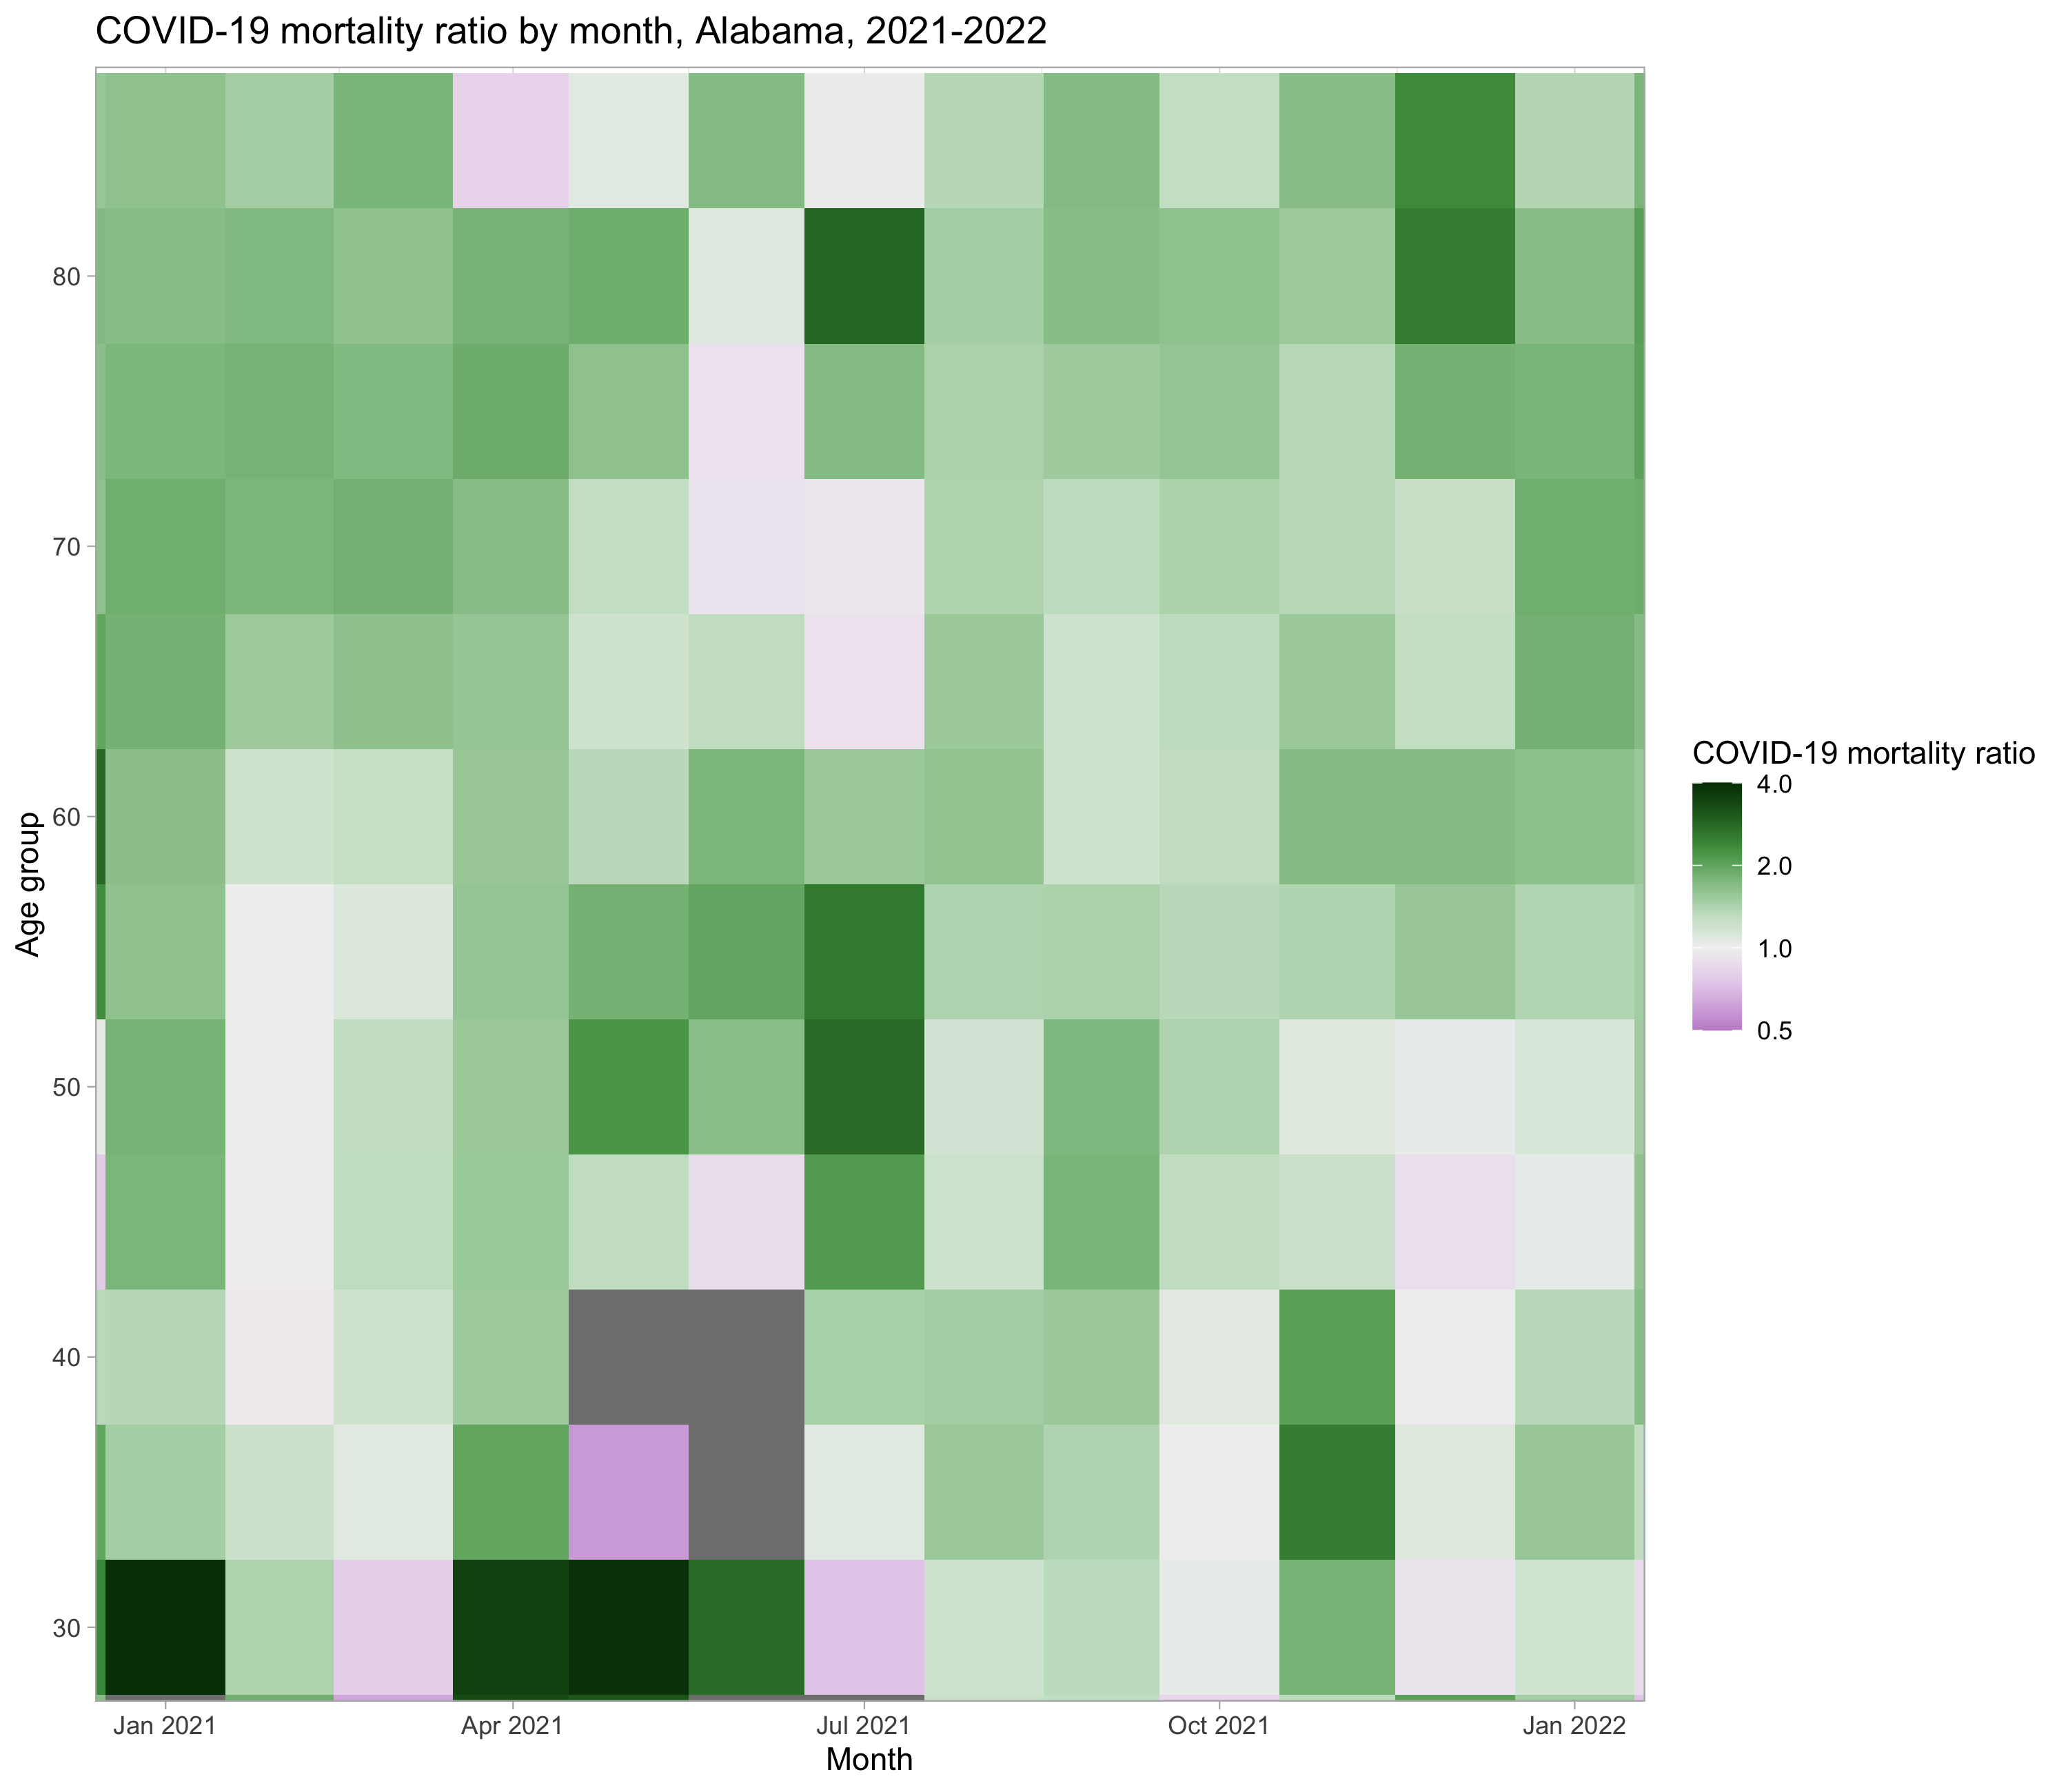 COVID-19 mortality ratio by month, Alabama, 2021-2022
80
70
60
50
40
30
Age group
Jan 2021
Apr 2021
Jul 2021
Oct 2021
Jan 2022
Month
COVID-19 mortality ratio
4.0
2.0
1.0
0.5